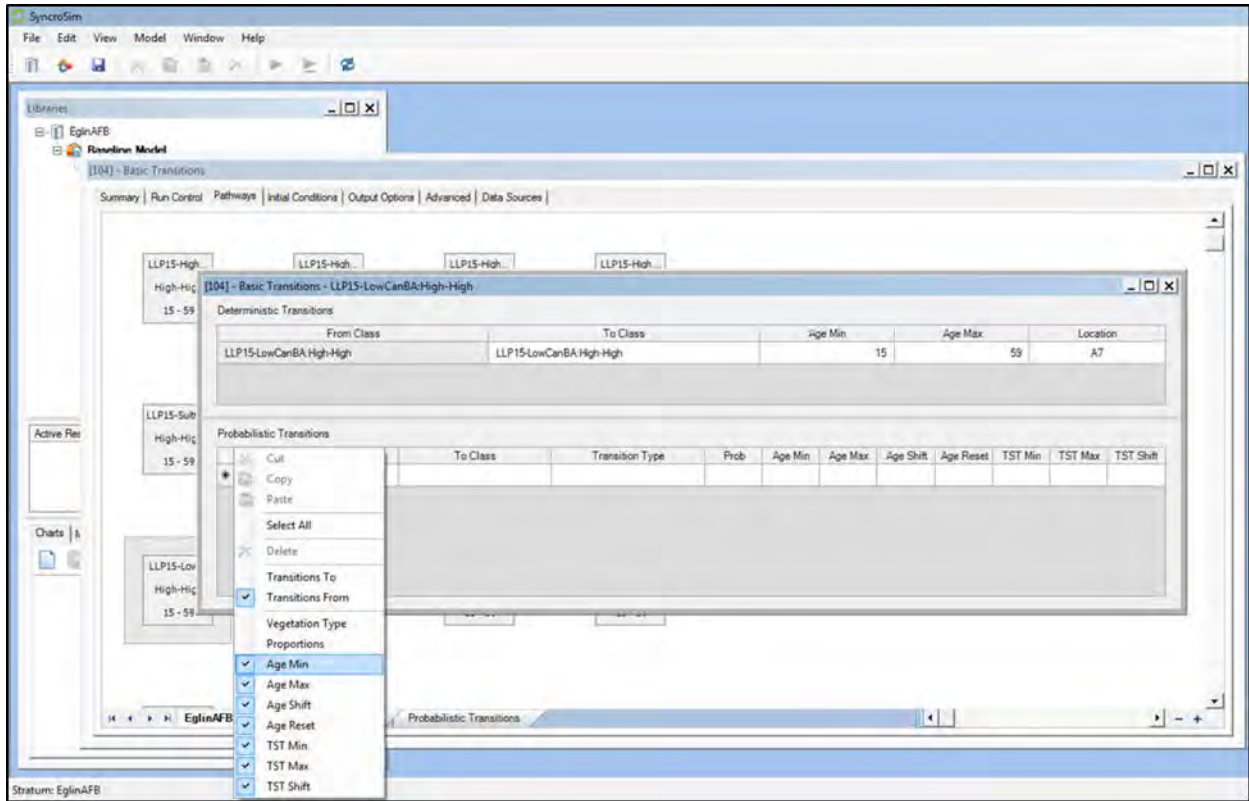 SyncroSim
File Edit View Model Window Help
Libraries
EglinAFB
Baseline Model
[104] - Basic Transitions
Summary Run Control Pathways Initial Conditions Output Options Advanced Data Sources
LLP15-High... LLP15-High... LLP15-High... LLP15-High...
High-Hig
15 - 59
[104] - Basic Transitions - LLP15-LowCanBA:High-High
Deterministic Transitions
From Class To Class Age Min Age Max Location
LLP15-LowCanBA:High-High LLP15-LowCanBA:High-High 15 59 A7
LLP15-Sub
High-Hig
15 - 59
Active Res
Probabilistic Transitions
To Class Transition Type Prob Age Min Age Max Age Shift Age Reset TST Min TST Max TST Shift
Cut
Copy
Paste
Select All
Delete
Transitions To
Transitions From
Vegetation Type
Proportions
Age Min
Age Max
Age Shift
Age Reset
TST Min
TST Max
TST Shift
Charts
LLP15-Low
High-Hig
15 - 59
EglinAFB
Probabilistic Transitions
Stratum: EglinAFB